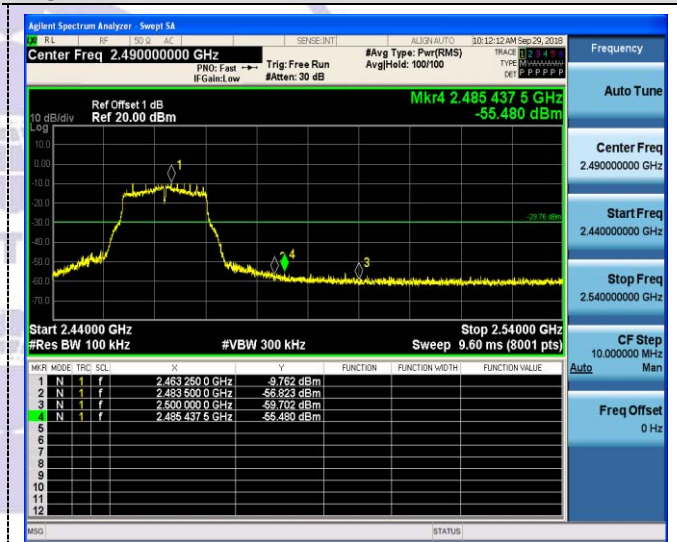 Agilent Spectrum Analyzer - Swept SA
RL RF 50 Ω AC SENSE:INT ALIGN AUTO 10:12:12 AM Sep 29, 2018
Center Freq 2.490000000 GHz #Avg Type: Pwr(RMS) TRACE 1 2 3 4 5 6
PNO: Fast Trig: Free Run Avg|Hold: 100/100 TYPE
IFGain:Low #Atten: 30 dB DET P P P P P P
Ref Offset 1 dB Mkr4 2.485 437 5 GHz
10 dB/div Ref 20.00 dBm -55.480 dBm
Log
10.0
0.00
-10.0
-20.0
-30.0
-40.0
-50.0
-60.0
-70.0
1
4
3
-29.76 dBm
Start 2.44000 GHz Stop 2.54000 GHz
#Res BW 100 kHz #VBW 300 kHz Sweep 9.60 ms (8001 pts)
MKR MODE TRC SCL X Y FUNCTION FUNCTION WIDTH FUNCTION VALUE
1 N 1 f 2.463 250 0 GHz -9.762 dBm
2 N 1 f 2.483 500 0 GHz -56.823 dBm
3 N 1 f 2.500 000 0 GHz -59.702 dBm
4 N 1 f 2.485 437 5 GHz -55.480 dBm
5
6
7
8
9
10
11
12
MSG STATUS
Frequency
Auto Tune
Center Freq
2.490000000 GHz
Start Freq
2.440000000 GHz
Stop Freq
2.540000000 GHz
CF Step
10.000000 MHz
Auto Man
Freq Offset
0 Hz